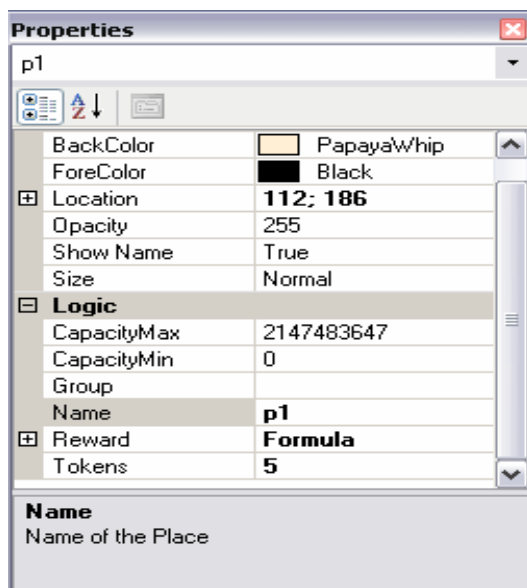 Properties
p1
A Z
BackColor PapayaWhip
ForeColor Black
Location 112; 186
Opacity 255
Show Name True
Size Normal
Logic
CapacityMax 2147483647
CapacityMin 0
Group
Name p1
Reward Formula
Tokens 5
Name
Name of the Place